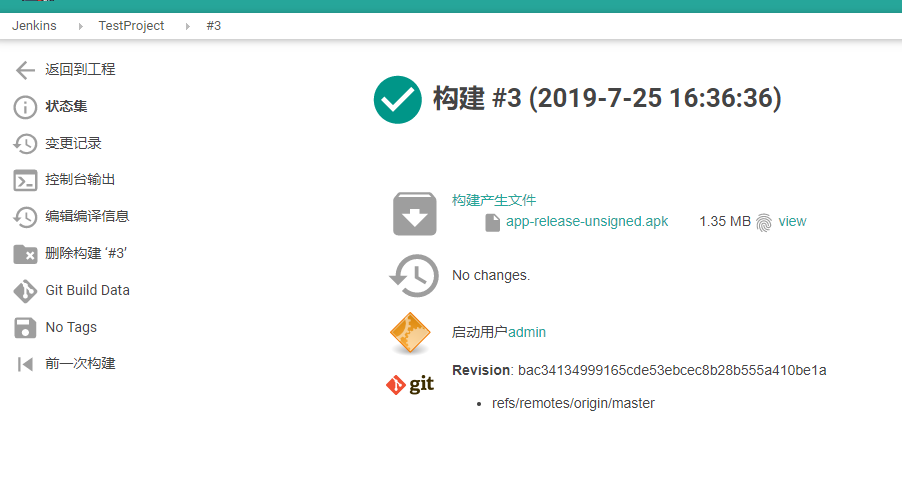 Jenkins TestProject #3
返回到工程
状态集
变更记录
控制台输出
编辑编译信息
删除构建 ‘#3’
Git Build Data
No Tags
前一次构建
构建 #3 (2019-7-25 16:36:36)
构建产生文件
app-release-unsigned.apk 1.35 MB view
No changes.
启动用户admin
git
Revision: bac34134999165cde53ebcec8b28b555a410be1a
refs/remotes/origin/master